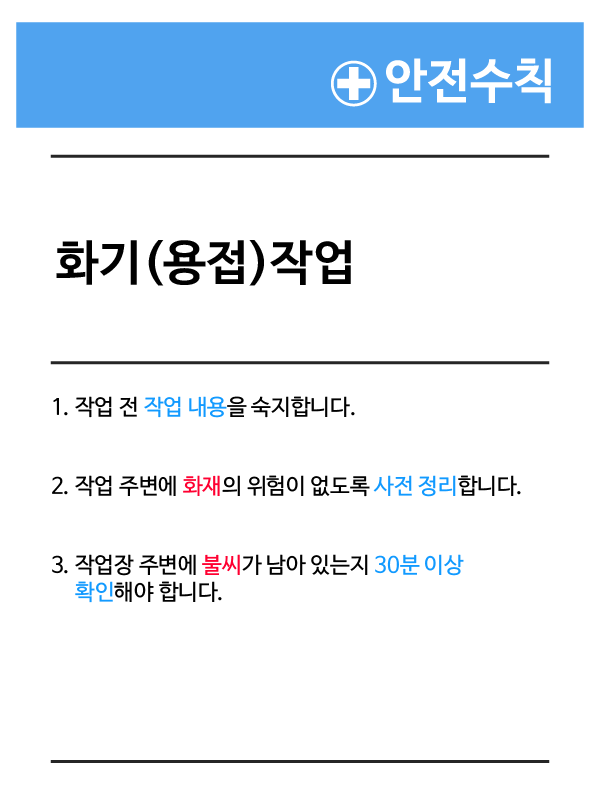 안전수칙
화기(용접)작업
1. 작업 전 작업 내용을 숙지합니다.
2. 작업 주변에 화재의 위험이 없도록 사전 정리합니다.
3. 작업장 주변에 불씨가 남아 있는지 30분 이상
확인해야 합니다.